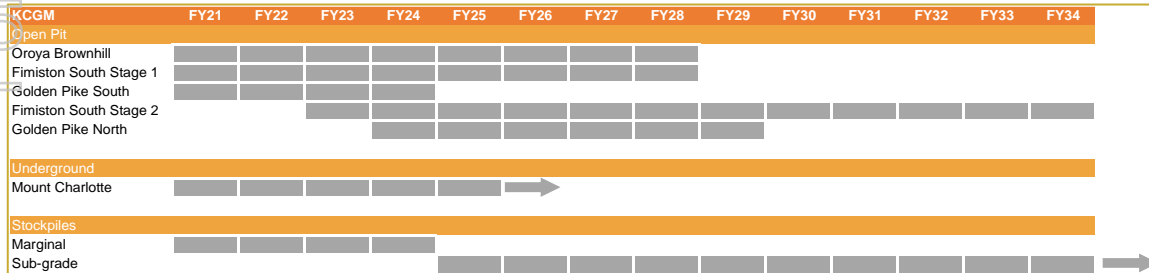 KCGM FY21 FY22 FY23 FY24 FY25 FY26 FY27 FY28 FY29 FY30 FY31 FY32 FY33 FY34
Open Pit
Oroya Brownhill
Fimiston South Stage 1
Golden Pike South
Fimiston South Stage 2
Golden Pike North
Underground
Mount Charlotte
Stockpiles
Marginal
Sub-grade